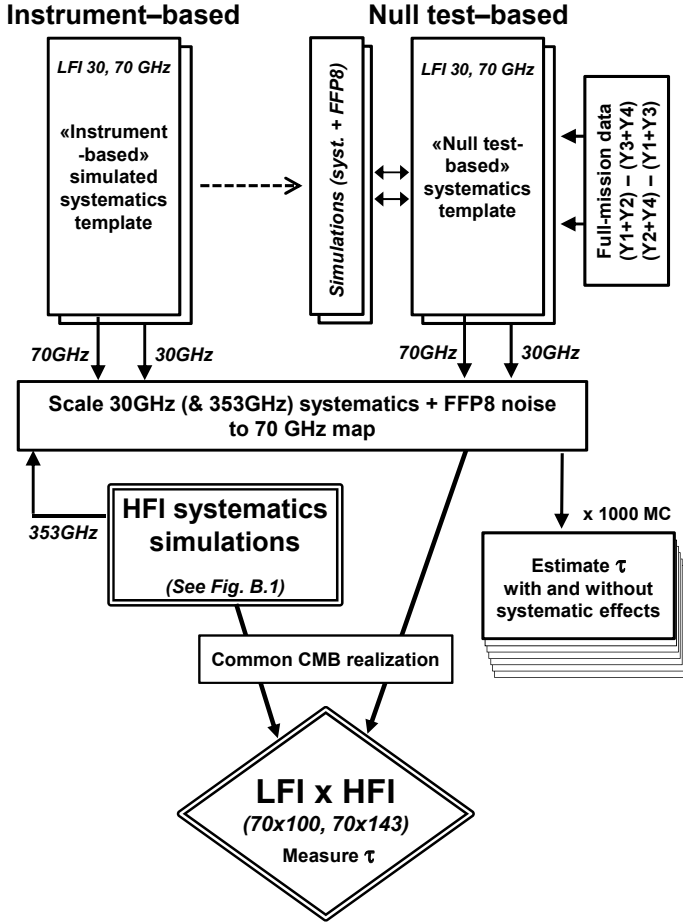 Instrument–based
Null test–based
LFI 30, 70 GHz
«Instrument
-based»
simulated
systematics
template
Simulations (syst. + FFP8)
LFI 30, 70 GHz
«Null test-
based»
systematics
template
Full-mission data
(Y1+Y2) – (Y3+Y4)
(Y2+Y4) – (Y1+Y3)
70GHz
30GHz
70GHz
30GHz
Scale 30GHz (& 353GHz) systematics + FFP8 noise
to 70 GHz map
353GHz
HFI systematics
simulations
(See Fig. B.1)
x 1000 MC
Estimate τ
with and without
systematic effects
Common CMB realization
LFI x HFI
(70x100, 70x143)
Measure τ